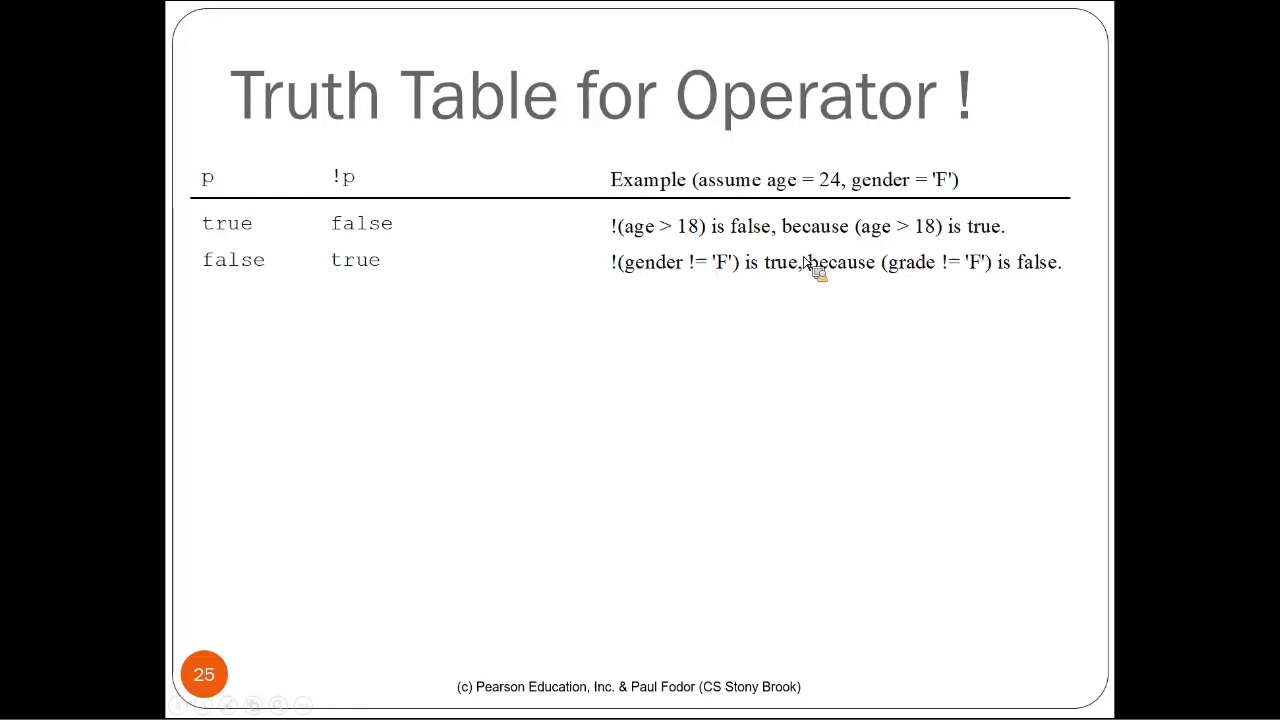 Truth Table for Operator !
p !p Example (assume age = 24, gender = 'F')
true false !(age > 18) is false, because (age > 18) is true.
false true !(gender != 'F') is true, because (grade != 'F') is false.
25
(c) Pearson Education, Inc. & Paul Fodor (CS Stony Brook)